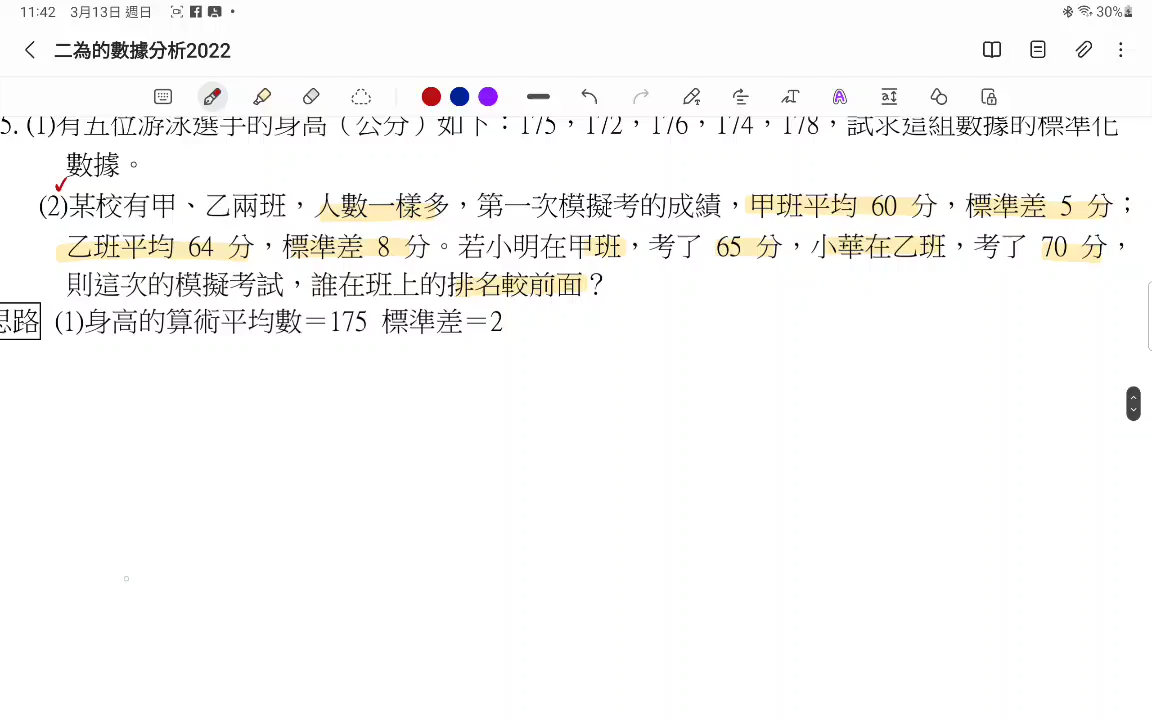 11:42 3月13日 週日 30%
二為的數據分析2022
5. (1)有五位游泳選手的身高（公分）如下：175，172，176，174，178，試求這組數據的標準化
數據。
(2)某校有甲、乙兩班，人數一樣多，第一次模擬考的成績，甲班平均 60 分，標準差 5 分；
乙班平均 64 分，標準差 8 分。若小明在甲班，考了 65 分，小華在乙班，考了 70 分，
則這次的模擬考試，誰在班上的排名較前面？
思路 (1)身高的算術平均數＝175 標準差＝2